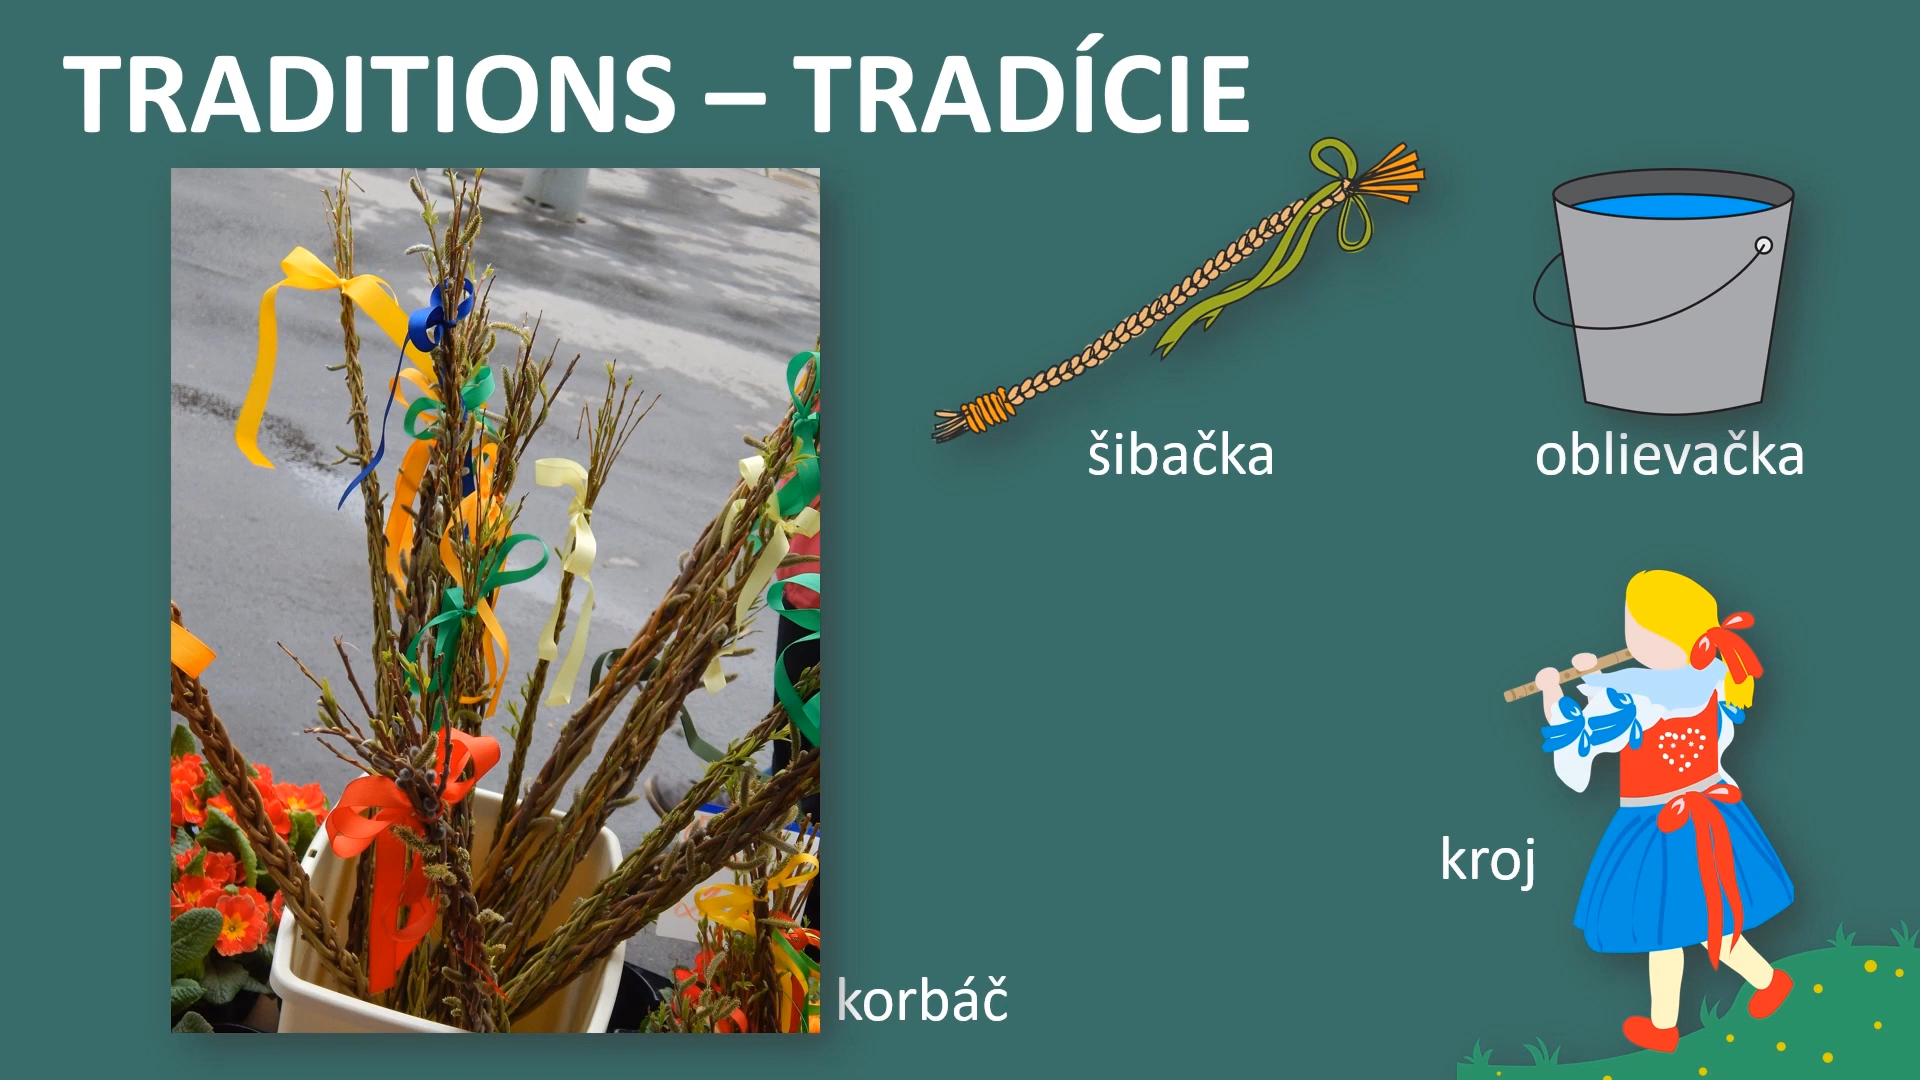 TRADITIONS – TRADÍCIE
šibačka
oblievačka
kroj
korbáč